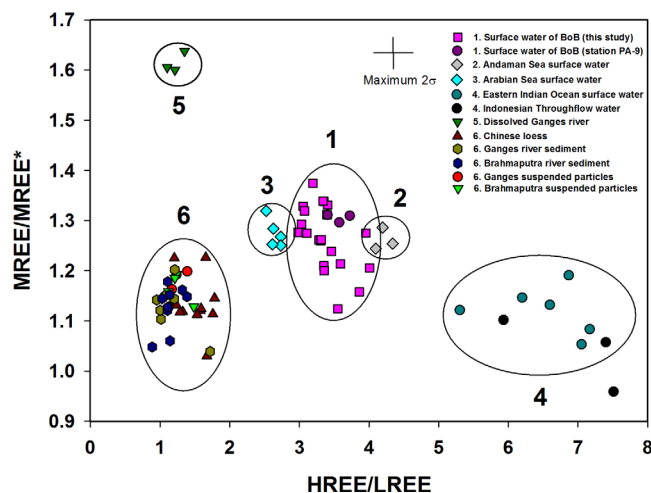 1.7
1.6
1.5
1.4
1.3
1.2
1.1
1.0
0.9
MREE/MREE*
0 1 2 3 4 5 6 7 8
HREE/LREE
5
3
1
2
6
4
Maximum 2σ
1. Surface water of BoB (this study)
1. Surface water of BoB (station PA-9)
2. Andaman Sea surface water
3. Arabian Sea surface water
4. Eastern Indian Ocean surface water
4. Indonesian Throughflow water
5. Dissolved Ganges river
6. Chinese loess
6. Ganges river sediment
6. Brahmaputra river sediment
6. Ganges suspended particles
6. Brahmaputra suspended particles